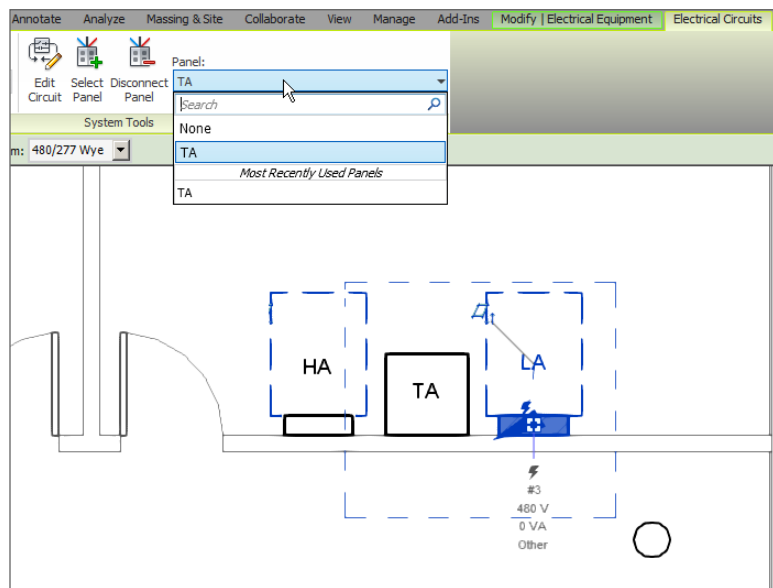 Annotate Analyze Massing & Site Collaborate View Manage Add-Ins Modify | Electrical Equipment Electrical Circuits
Edit Circuit
Select Panel
Disconnect Panel
Panel:
TA
Search
None
TA
Most Recently Used Panels
TA
System Tools
m: 480/277 Wye
HA
TA
LA
#3
480 V
0 VA
Other